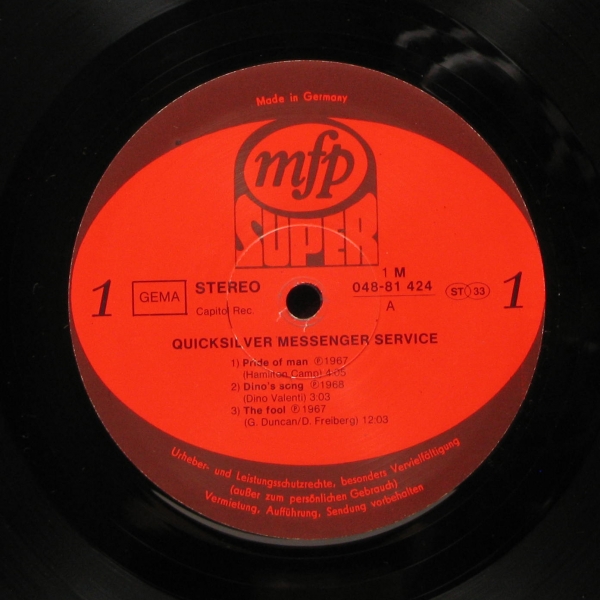 Made in Germany
mfp
SUPER
1 GEMA STEREO 1 M 048-81 424 ST 33 1
Capitol Rec. A
QUICKSILVER MESSENGER SERVICE
1) Pride of man ℗1967
(Hamilton Camp) 4:05
2) Dino's song ℗1968
(Dino Valenti) 3:03
3) The fool ℗1967
(G. Duncan/D. Freiberg) 12:03
Urheber- und Leistungsschutzrechte, besonders Vervielfältigung
(außer zum persönlichen Gebrauch)
Vermietung, Aufführung, Sendung vorbehalten